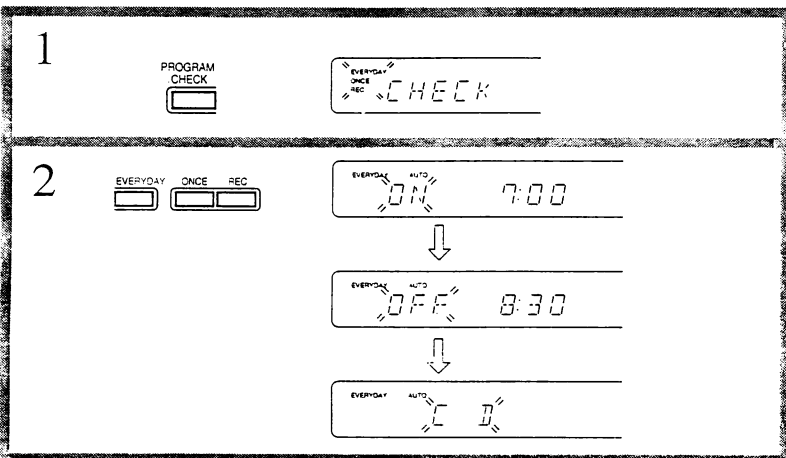 1
PROGRAM
CHECK
EVERYDAY
ONCE
REC
CHECK
2
EVERYDAY ONCE REC
EVERYDAY AUTO
ON 7:00
EVERYDAY AUTO
OFF 8:30
EVERYDAY AUTO
CD